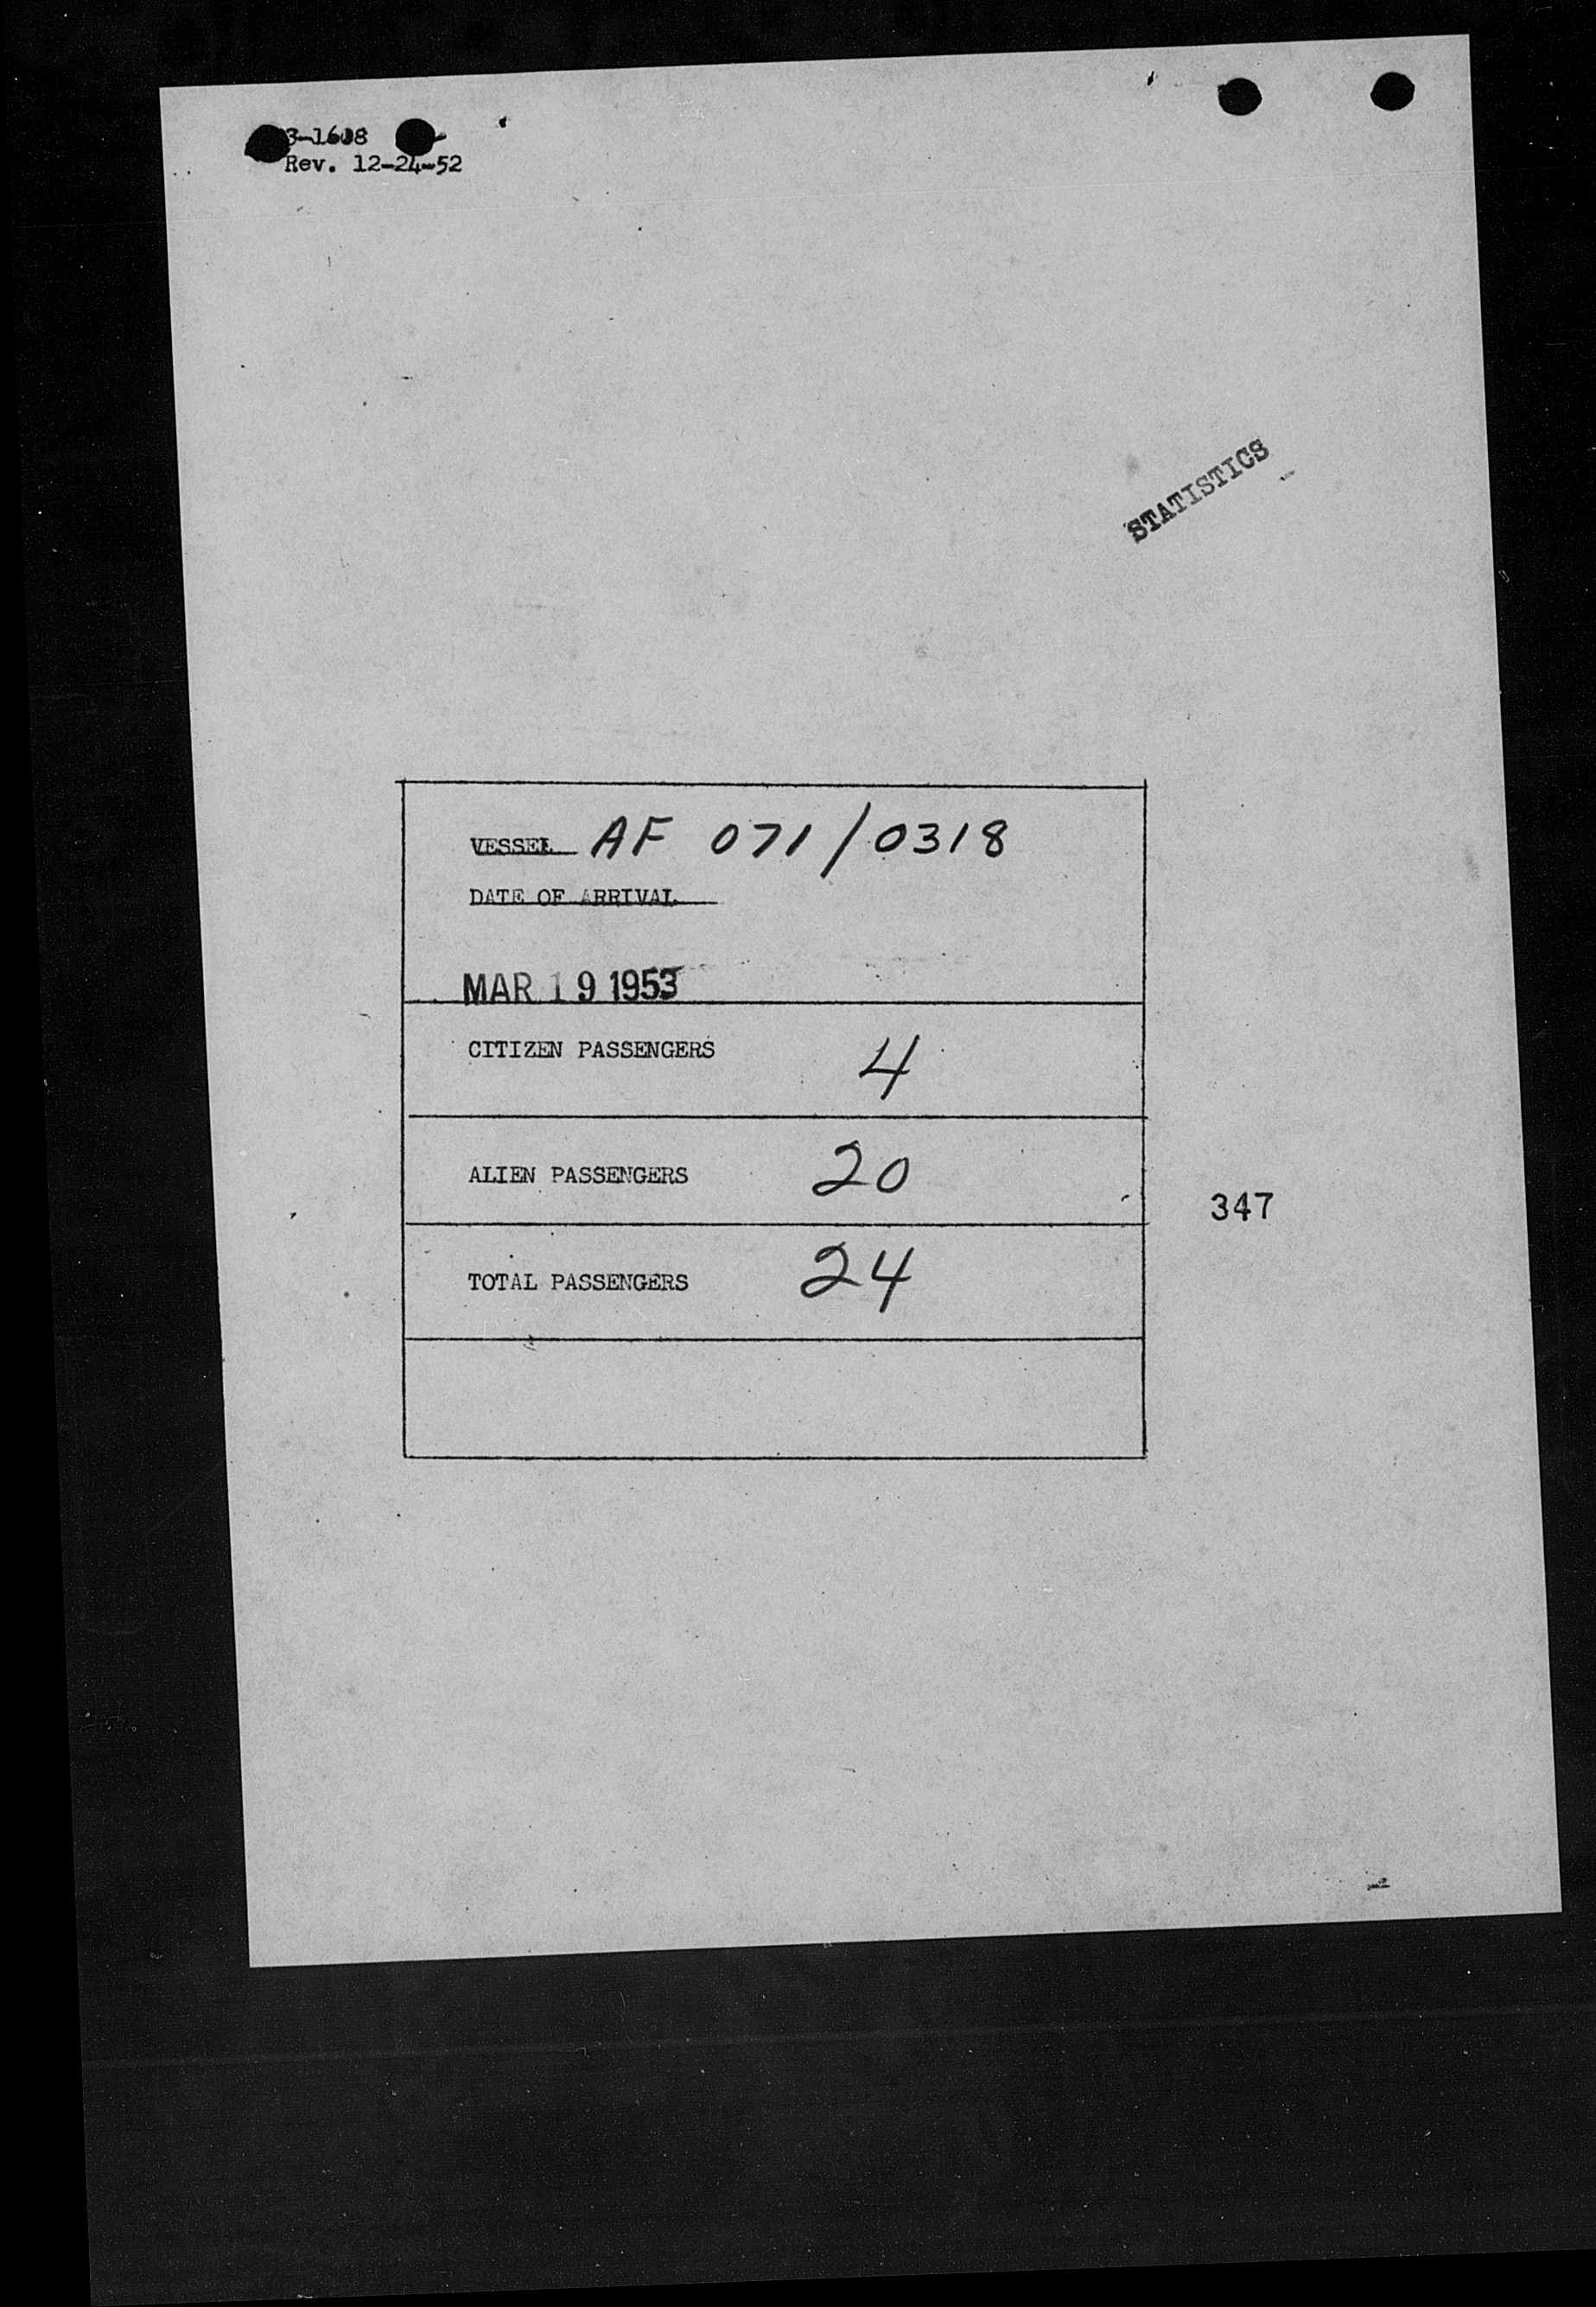 3-1608
Rev. 12-24-52
STATISTICS
VESSEL AF 071/0318
DATE OF ARRIVAL
MAR 19 1953
CITIZEN PASSENGERS 4
ALIEN PASSENGERS 20
347
TOTAL PASSENGERS 24